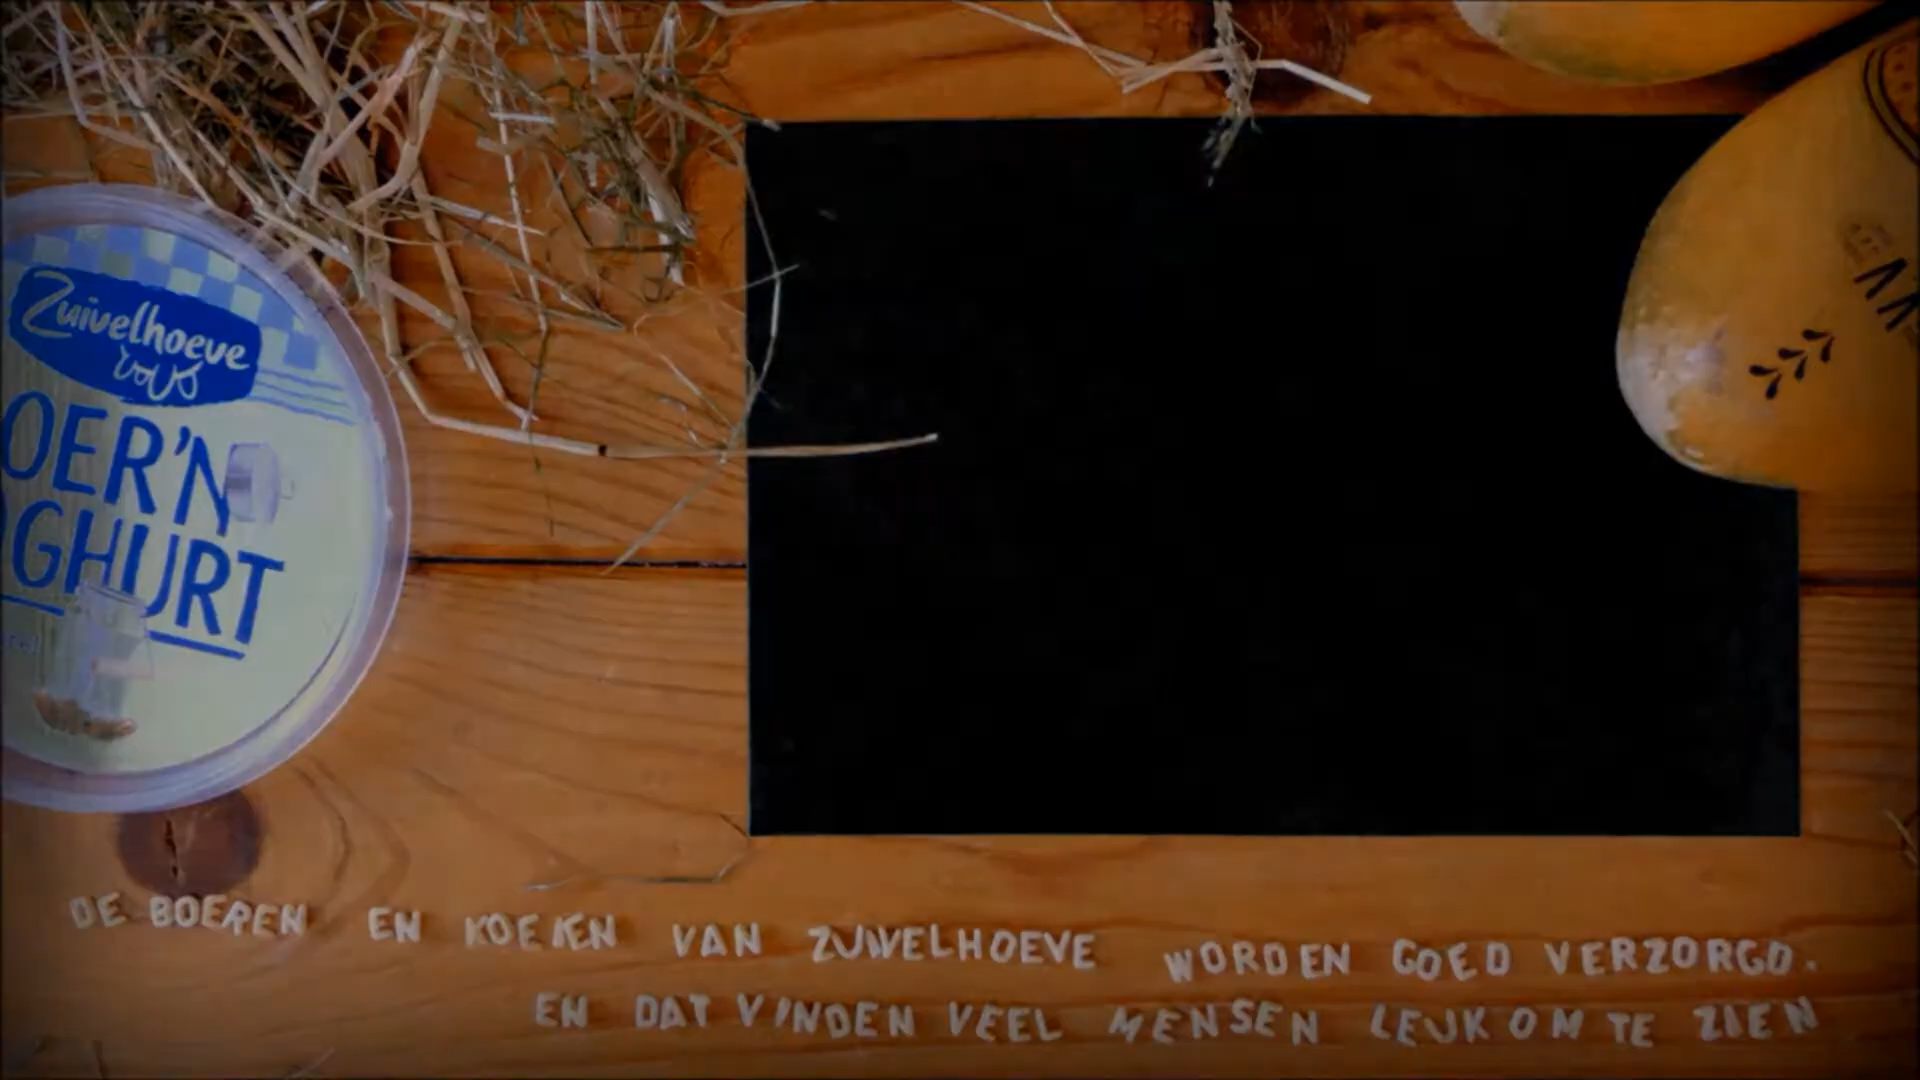 Zuivelhoeve
OER'N
GHURT
DE BOEREN EN KOEIEN VAN ZUIVELHOEVE WORDEN GOED VERZORGD.
EN DAT VINDEN VEEL MENSEN LEUK OM TE ZIEN